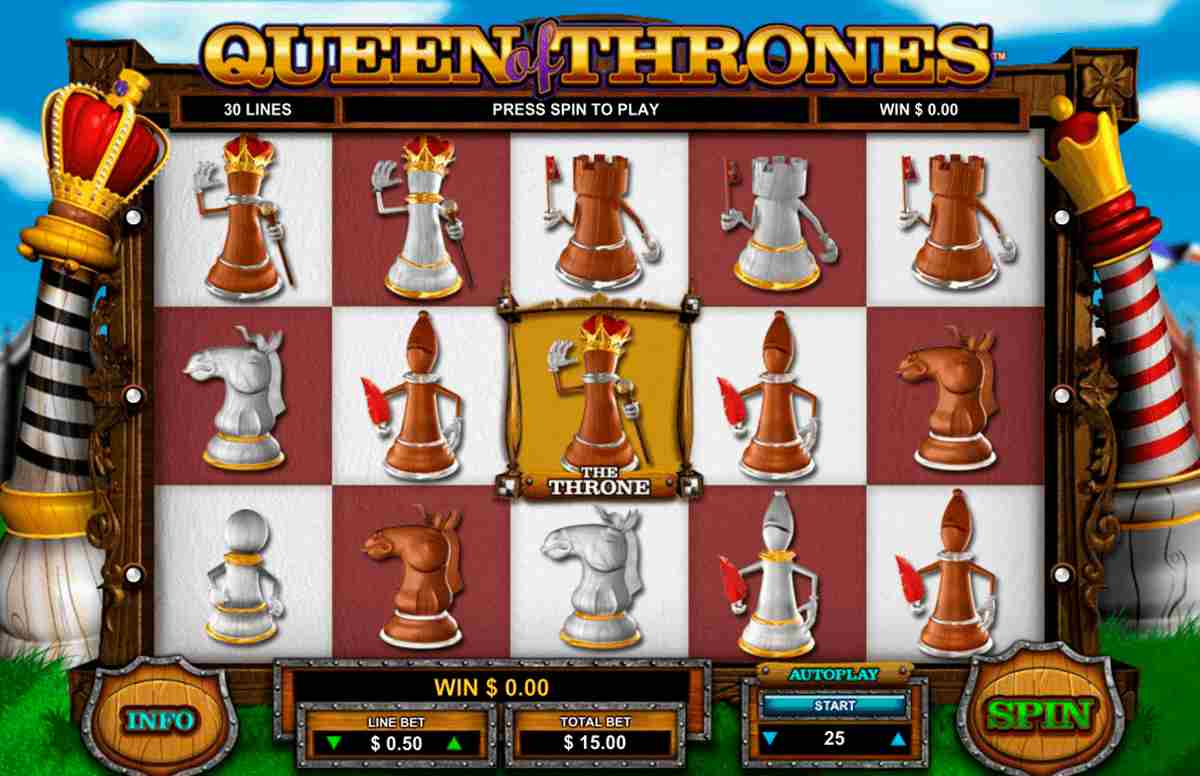 QUEEN of THRONES™
30 LINES
PRESS SPIN TO PLAY
WIN $ 0.00
THE
THRONE
INFO
WIN $ 0.00
LINE BET
$ 0.50
TOTAL BET
$ 15.00
AUTOPLAY
START
25
SPIN